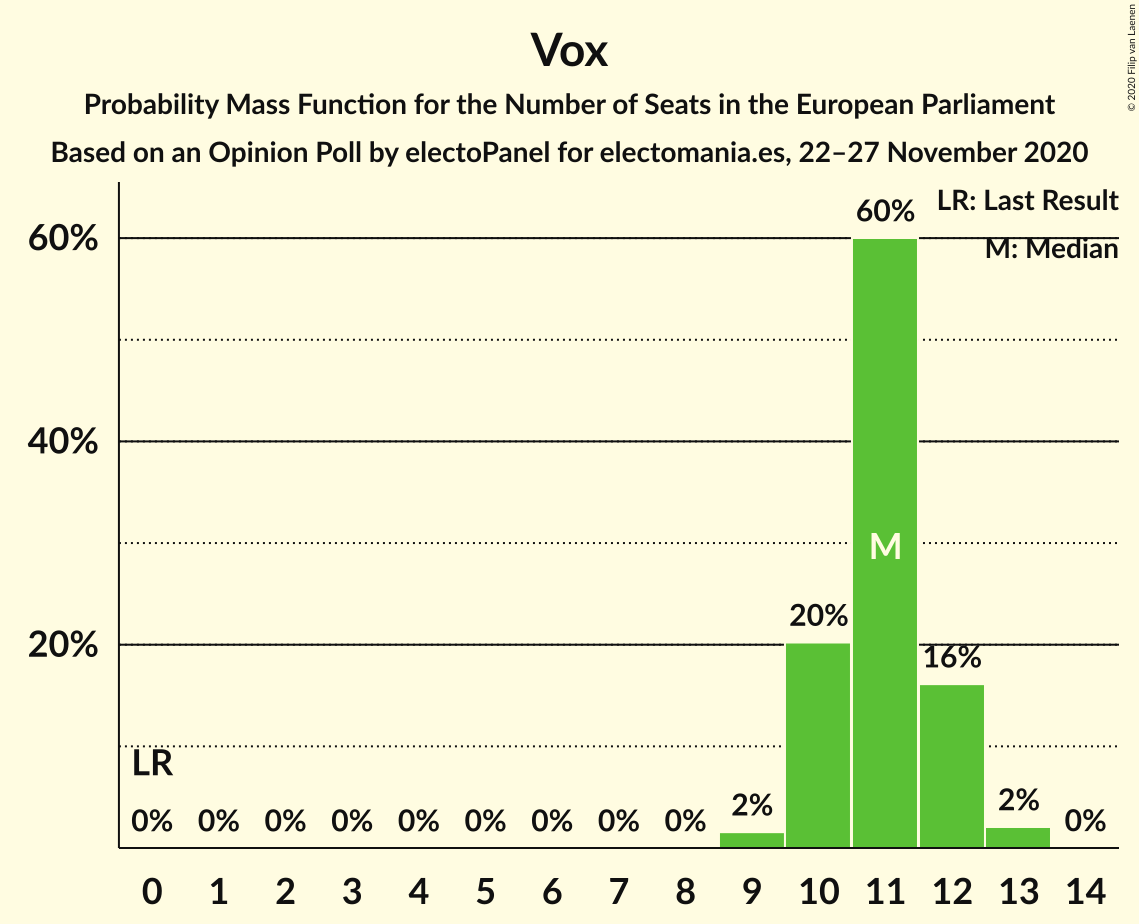 Vox
Probability Mass Function for the Number of Seats in the European Parliament
Based on an Opinion Poll by electoPanel for electomania.es, 22–27 November 2020
© 2020 Filip van Laenen
LR: Last Result
M: Median
60%
40%
20%
LR
M
0% 0% 0% 0% 0% 0% 0% 0% 0% 2% 20% 60% 16% 2% 0%
0 1 2 3 4 5 6 7 8 9 10 11 12 13 14